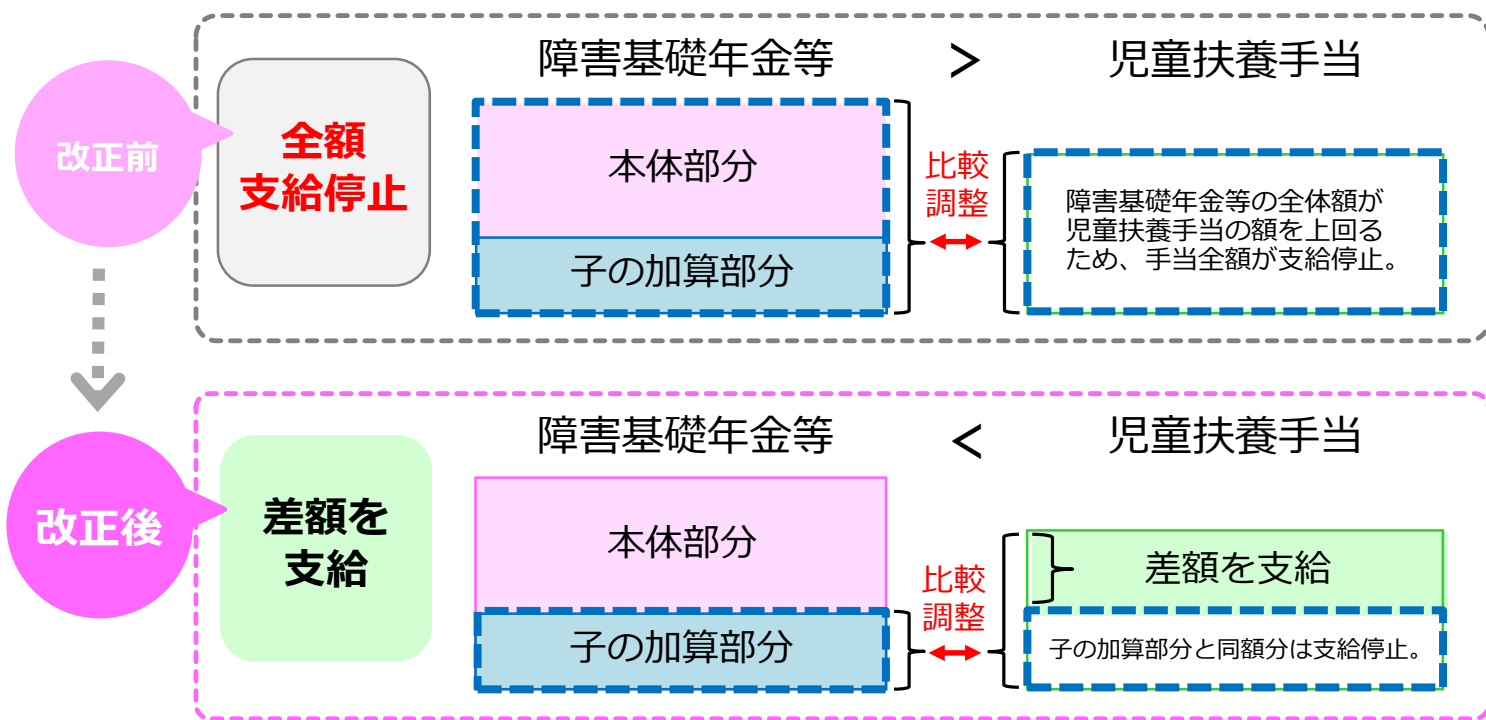 障害基礎年金等 > 児童扶養手当
改正前
全額
支給停止
本体部分
子の加算部分
比較
調整
障害基礎年金等の全体額が
児童扶養手当の額を上回る
ため、手当全額が支給停止。
障害基礎年金等 < 児童扶養手当
改正後
差額を
支給
本体部分
子の加算部分
比較
調整
差額を支給
子の加算部分と同額分は支給停止。